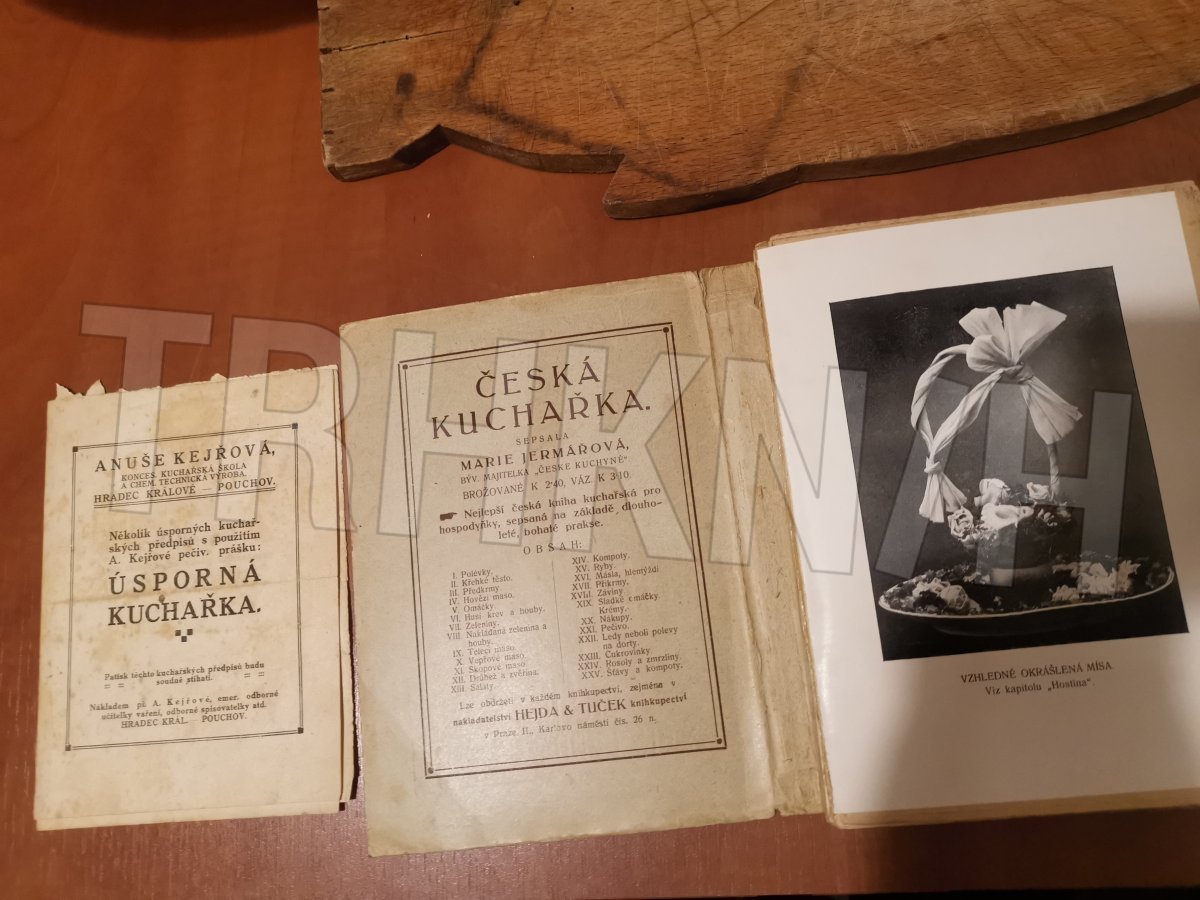 ANUŠE KEJŘOVÁ,
KONCES. KUCHAŘSKÁ ŠKOLA
A CHEM. TECHNICKÁ VÝROBA.
HRADEC KRÁLOVÉ — POUCHOV.
Několik úsporných kuchař-
ských předpisů s použitím
A. Kejřové pečiv. prášku:
ÚSPORNÁ
KUCHAŘKA.
Patisk těchto kuchařských předpisů budu
= = soudně stíhati. = =
Nákladem pí A. Kejřové, emer. odborné
učitelky vaření, odborné spisovatelky atd.
HRADEC KRÁL. — POUCHOV.
ČESKÁ
KUCHAŘKA.
SEPSALA
MARIE JERMÁŘOVÁ,
BÝV. MAJITELKA „ČESKÉ KUCHYNĚ“.
BROŽOVANÉ K 2·40, VÁZ. K 3·10.
☛ Nejlepší česká kniha kuchařská pro
hospodyňky, sepsaná na základě, dlouho-
leté, bohaté prakse.
OBSAH:
I. Polévky.
II. Křehké těsto.
III. Předkrmy
IV. Hovězí maso.
V. Omáčky
VI. Husí krev a houby.
VII. Zeleniny.
VIII. Nakládaná zelenina a
houby.
IX. Telecí maso.
X. Vepřové maso.
XI. Skopové maso.
XII. Drůbež a zvěřina.
XIII. Saláty.
XIV. Kompoty.
XV. Ryby.
XVI. Másla, hlemýždi
XVII. Příkrmy.
XVIII. Záviny
XIX. Sladké omáčky.
Krémy.
XX. Nákupy.
XXI. Pečivo.
XXII. Ledy neboli polevy
na dorty.
XXIII. Cukrovinky.
XXIV. Rosoly a zmrzliny.
XXV. Šťávy a kompoty.
Lze obdržeti v každém knihkupectví, zejména v
nakladatelství HEJDA & TUČEK knihkupectví
v Praze II., Karlovo náměstí čís. 26 n.
VZHLEDNĚ OKRÁŠLENÁ MÍSA.
Viz kapitolu „Hostina“.
TRHKNIH